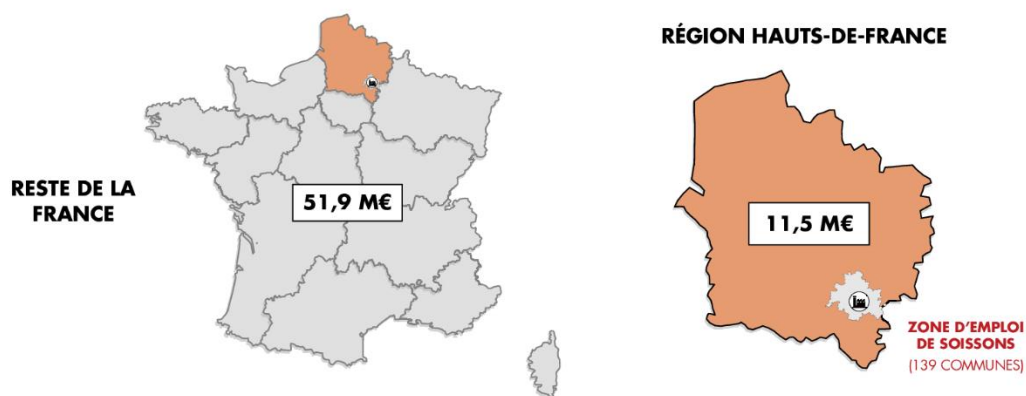 RÉGION HAUTS-DE-FRANCE
RESTE DE LA
FRANCE
51,9 M€
11,5 M€
ZONE D'EMPLOI
DE SOISSONS
(139 COMMUNES)